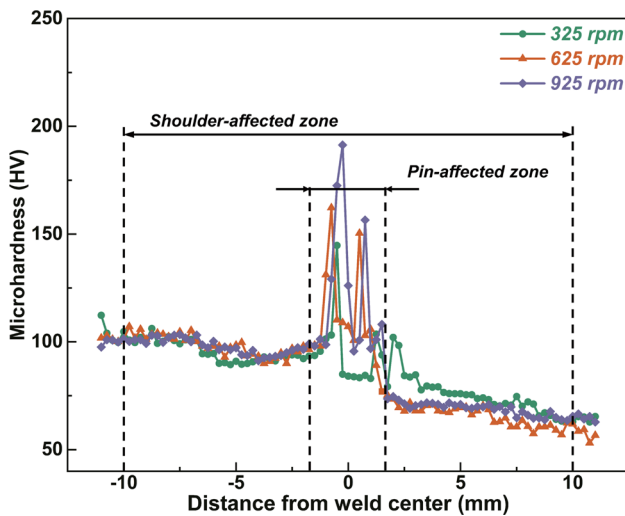 250
200
150
100
50
Microhardness (HV)
325 rpm
625 rpm
925 rpm
Shoulder-affected zone
Pin-affected zone
-10
-5
0
5
10
Distance from weld center (mm)